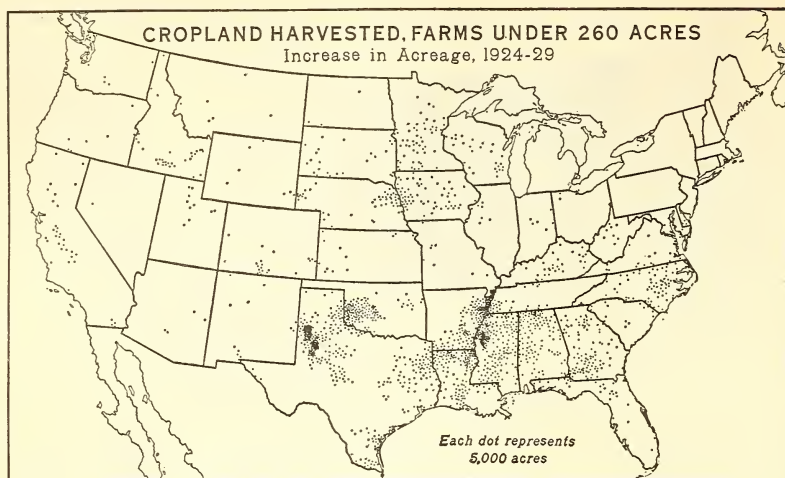 CROPLAND HARVESTED, FARMS UNDER 260 ACRES
Increase in Acreage, 1924-29
Each dot represents
5,000 acres